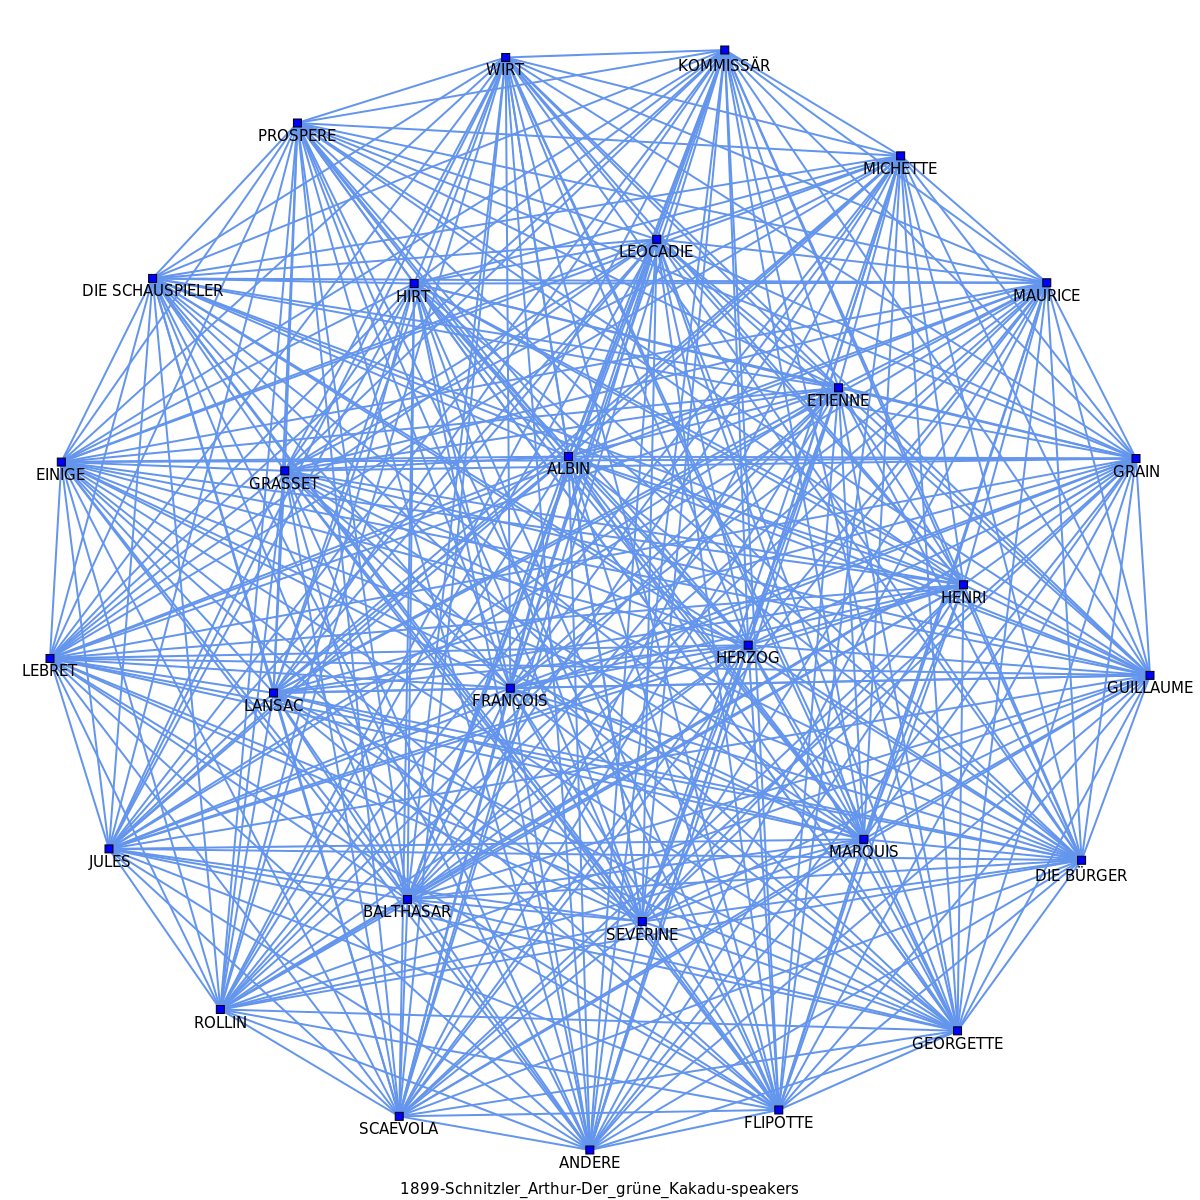 WIRT
KOMMISSÄR
PROSPERE
MICHETTE
LEOCADIE
DIE SCHAUSPIELER
HIRT
MAURICE
ETIENNE
EINIGE
GRASSET
ALBIN
GRAIN
HENRI
HERZOG
LEBRET
GUILLAUME
LANSAC
FRANÇOIS
JULES
MARQUIS
DIE BÜRGER
BALTHASAR
SEVERINE
ROLLIN
GEORGETTE
SCAEVOLA
FLIPOTTE
ANDERE
1899-Schnitzler_Arthur-Der_grüne_Kakadu-speakers